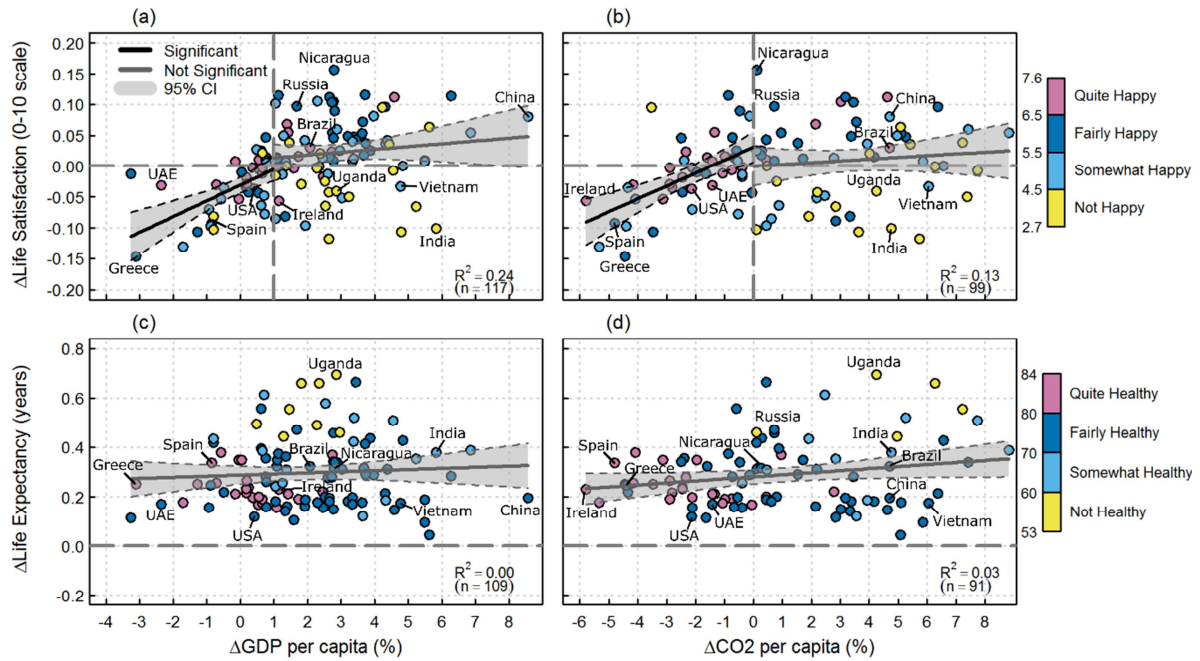 (a)
(b)
ΔLife Satisfaction (0-10 scale)
0.20
0.15
0.10
0.05
0.00
-0.05
-0.10
-0.15
-0.20
Significant
Not Significant
95% CI
Nicaragua
Russia
China
Brazil
UAE
Uganda
Vietnam
USA
Ireland
Spain
India
Greece
R² = 0.24
(n = 117)
Nicaragua
Russia
China
Brazil
Ireland
UAE
Uganda
USA
Vietnam
Spain
India
Greece
R² = 0.13
(n = 99)
7.6
Quite Happy
6.5
Fairly Happy
5.5
Somewhat Happy
4.5
Not Happy
2.7
(c)
(d)
ΔLife Expectancy (years)
0.8
0.6
0.4
0.2
0.0
-0.2
Uganda
Spain
Brazil
Nicaragua
India
Greece
Ireland
UAE
Vietnam
China
USA
R² = 0.00
(n = 109)
-4 -3 -2 -1 0 1 2 3 4 5 6 7 8 9
ΔGDP per capita (%)
Uganda
Russia
Spain
Nicaragua
India
Greece
Brazil
Ireland
UAE
China
USA
Vietnam
R² = 0.03
(n = 91)
-6 -5 -4 -3 -2 -1 0 1 2 3 4 5 6 7 8
ΔCO2 per capita (%)
84
Quite Healthy
80
Fairly Healthy
70
Somewhat Healthy
60
Not Healthy
53